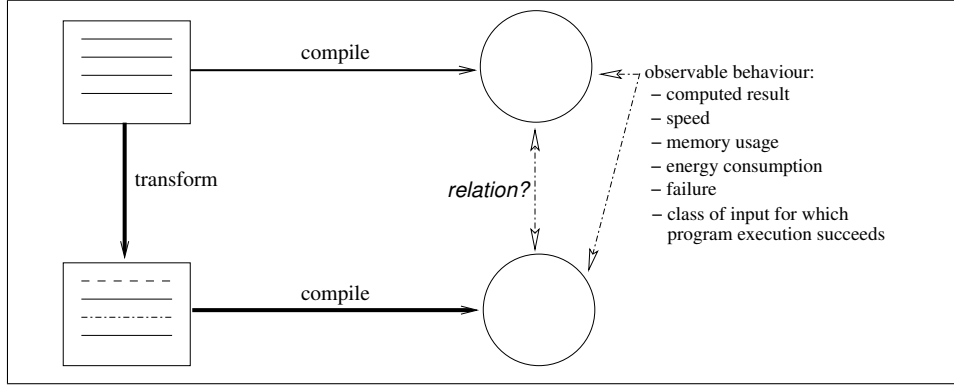 compile
observable behaviour:
– computed result
– speed
– memory usage
– energy consumption
– failure
– class of input for which
program execution succeeds
transform
relation?
compile